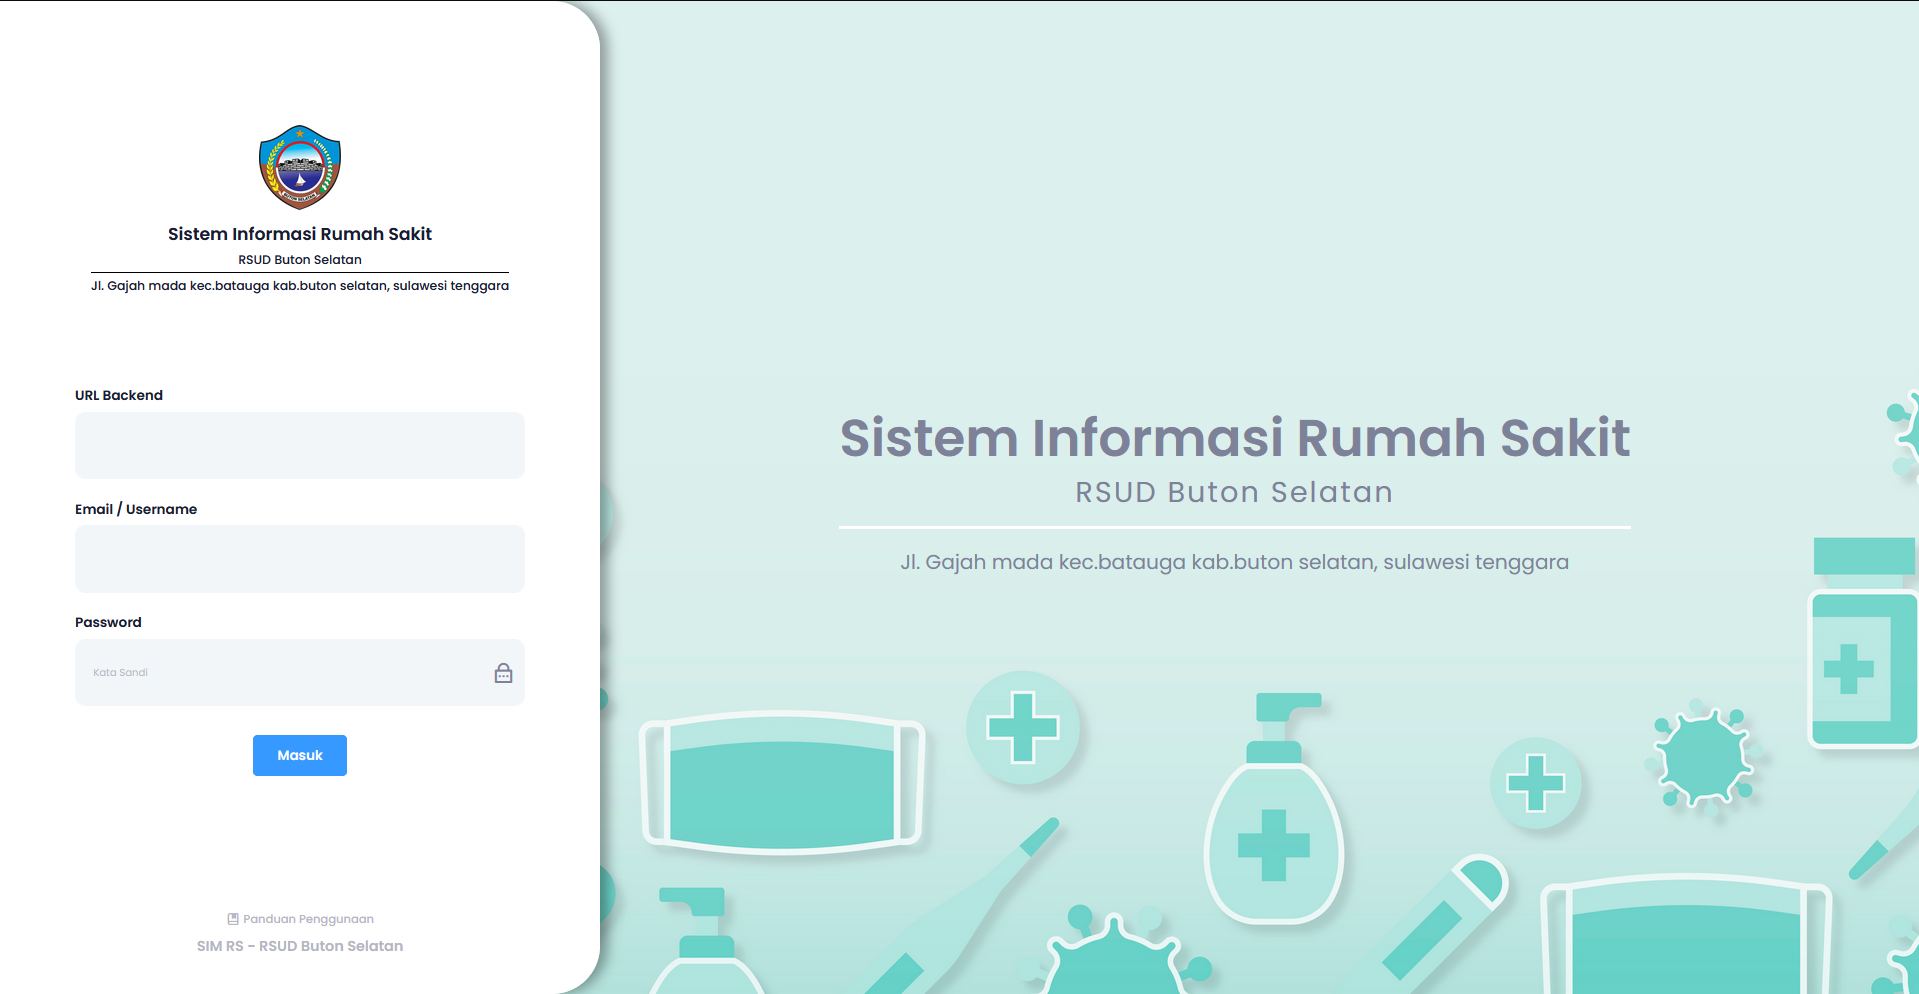 Sistem Informasi Rumah Sakit
RSUD Buton Selatan
Jl. Gajah mada kec.batauga kab.buton selatan, sulawesi tenggara
URL Backend
Email / Username
Password
Kata Sandi
Masuk
Panduan Penggunaan
SIM RS - RSUD Buton Selatan
Sistem Informasi Rumah Sakit
RSUD Buton Selatan
Jl. Gajah mada kec.batauga kab.buton selatan, sulawesi tenggara